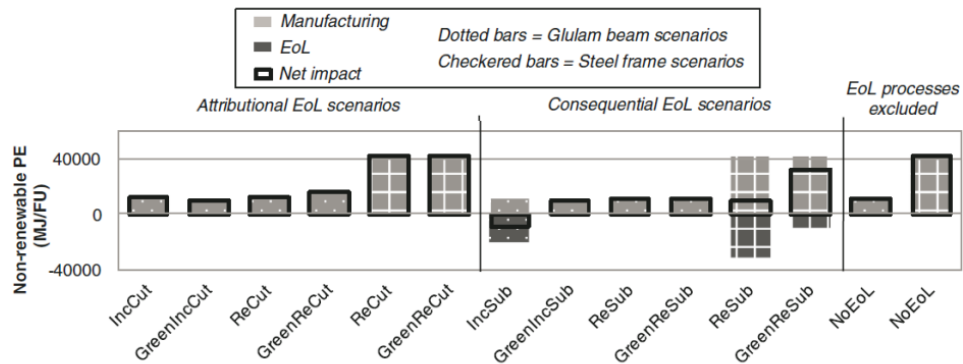 Manufacturing
EoL
Net impact
Dotted bars = Glulam beam scenarios
Checkered bars = Steel frame scenarios
Attributional EoL scenarios
Consequential EoL scenarios
EoL processes
excluded
Non-renewable PE
(MJ/FU)
40000
0
-40000
IncCut
GreenIncCut
ReCut
GreenReCut
ReCut
GreenReCut
IncSub
GreenIncSub
ReSub
GreenReSub
ReSub
GreenReSub
NoEoL
NoEoL